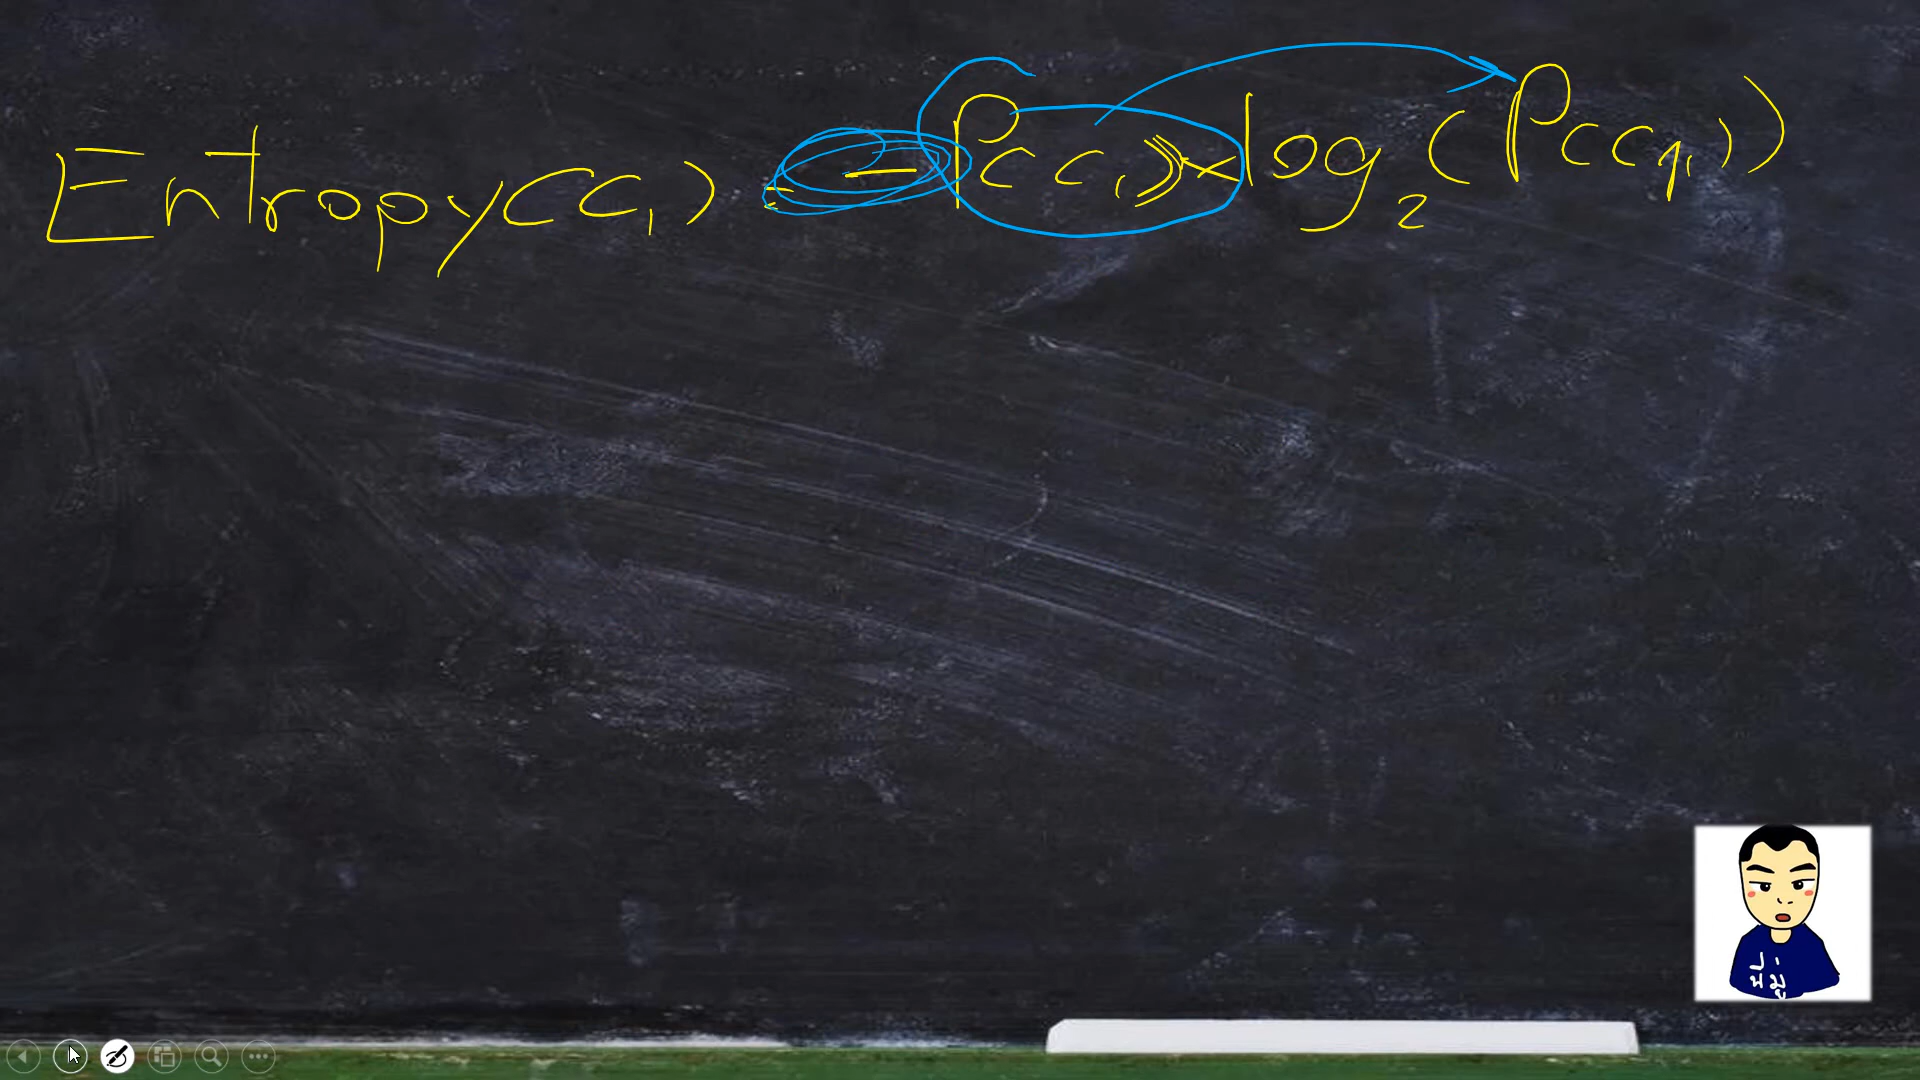 Entropy(C₁) = - P(C₁) × log₂(P(C₁))